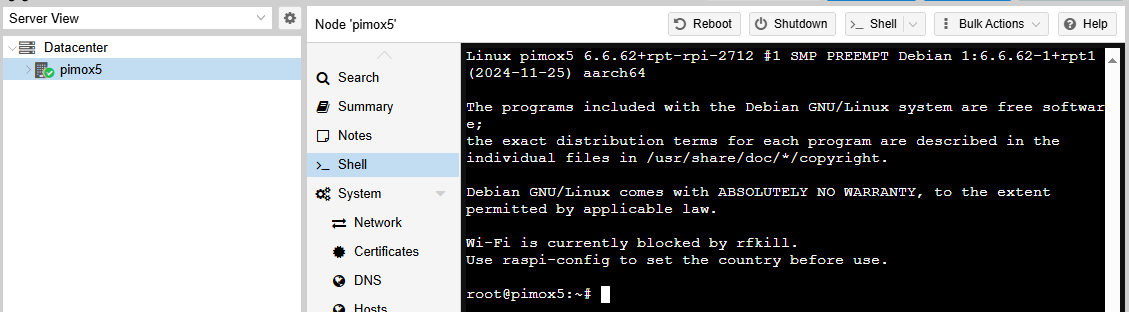 Server View
Datacenter
pimox5
Node 'pimox5'
Reboot
Shutdown
>_ Shell
Bulk Actions
Help
Search
Summary
Notes
>_ Shell
System
Network
Certificates
DNS
Hosts
Linux pimox5 6.6.62+rpt-rpi-2712 #1 SMP PREEMPT Debian 1:6.6.62-1+rpt1
(2024-11-25) aarch64
The programs included with the Debian GNU/Linux system are free softwar
e;
the exact distribution terms for each program are described in the
individual files in /usr/share/doc/*/copyright.
Debian GNU/Linux comes with ABSOLUTELY NO WARRANTY, to the extent
permitted by applicable law.
Wi-Fi is currently blocked by rfkill.
Use raspi-config to set the country before use.
root@pimox5:~#